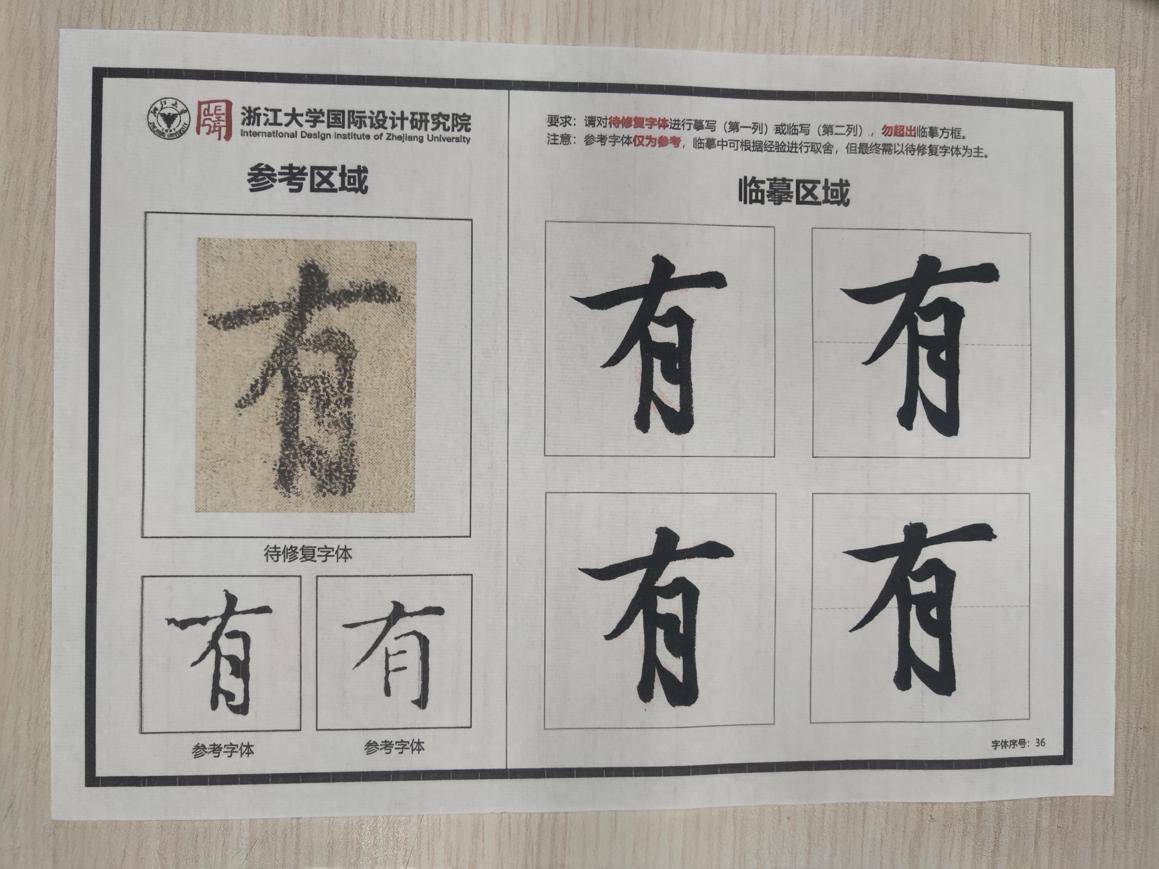 浙江大学国际设计研究院
International Design Institute of Zhejiang University
参考区域
有
待修复字体
有
有
参考字体
参考字体
要求：请对待修复字体进行摹写（第一列）或临写（第二列），勿超出临摹方框。
注意：参考字体仅为参考，临摹中可根据经验进行取舍，但最终需以待修复字体为主。
临摹区域
有
有
有
有
字体序号：36